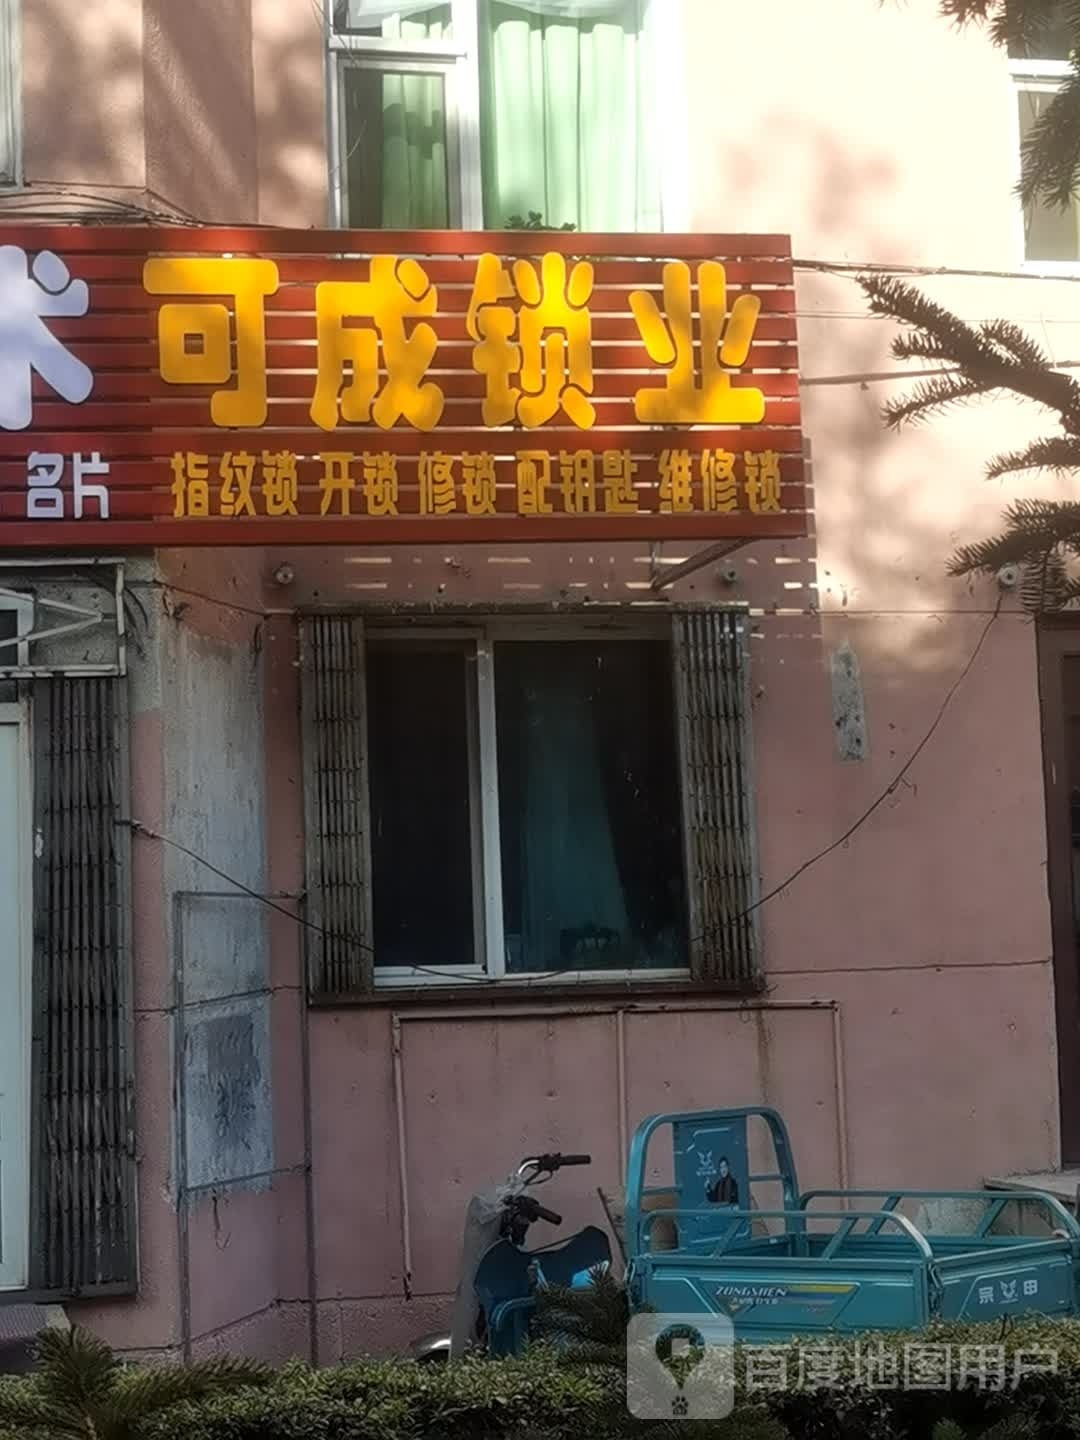 术 可成锁业
名片 指纹锁 开锁 修锁 配钥匙 维修锁
ZONGSHEN
宗申
百度地图用户